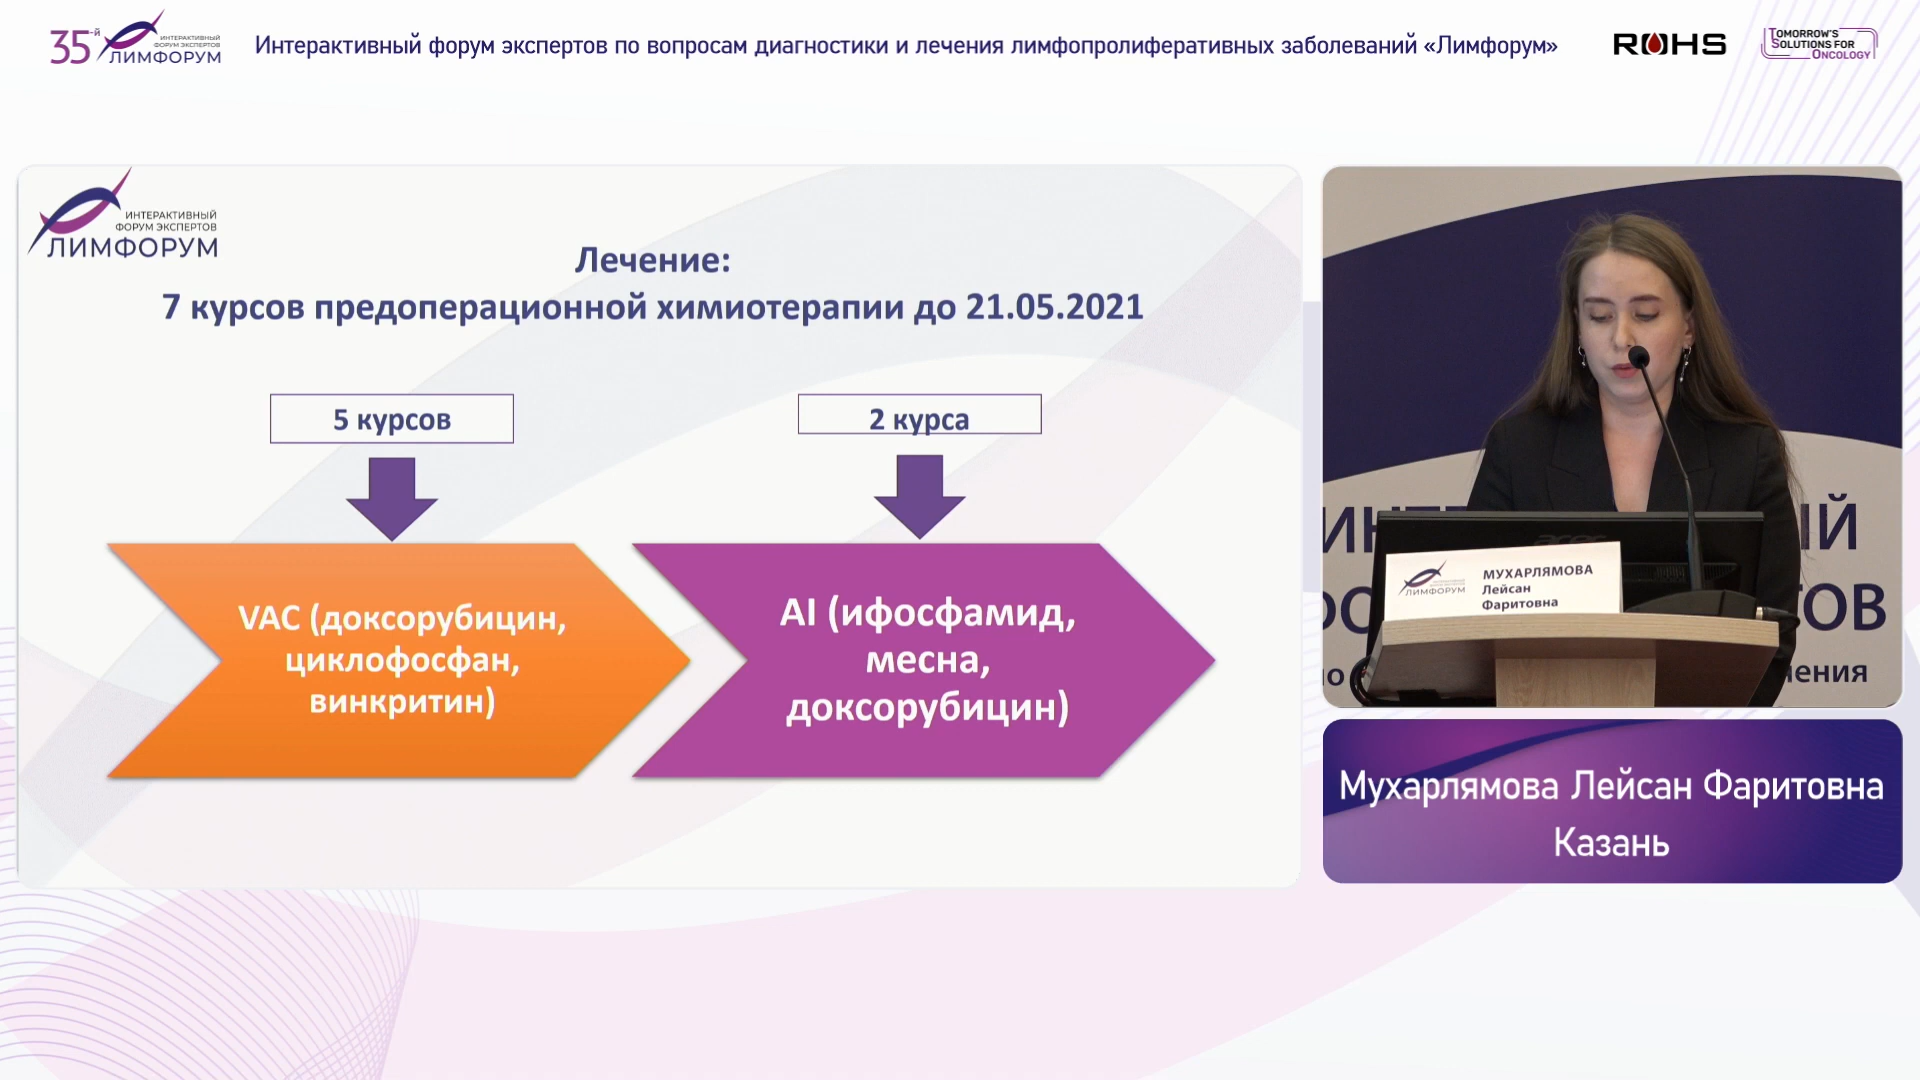 35-й
ИНТЕРАКТИВНЫЙ
ФОРУМ ЭКСПЕРТОВ
ЛИМФОРУМ
Интерактивный форум экспертов по вопросам диагностики и лечения лимфопролиферативных заболеваний «Лимфорум»
ROHS
TOMORROW'S
SOLUTIONS FOR
ONCOLOGY
ИНТЕРАКТИВНЫЙ
ФОРУМ ЭКСПЕРТОВ
ЛИМФОРУМ
Лечение:
7 курсов предоперационной химиотерапии до 21.05.2021
5 курсов
2 курса
VAC (доксорубицин,
циклофосфан,
винкритин)
AI (ифосфамид,
месна,
доксорубицин)
acer
ЛИМФОРУМ
МУХАРЛЯМОВА
Лейсан
Фаритовна
Мухарлямова Лейсан Фаритовна
Казань